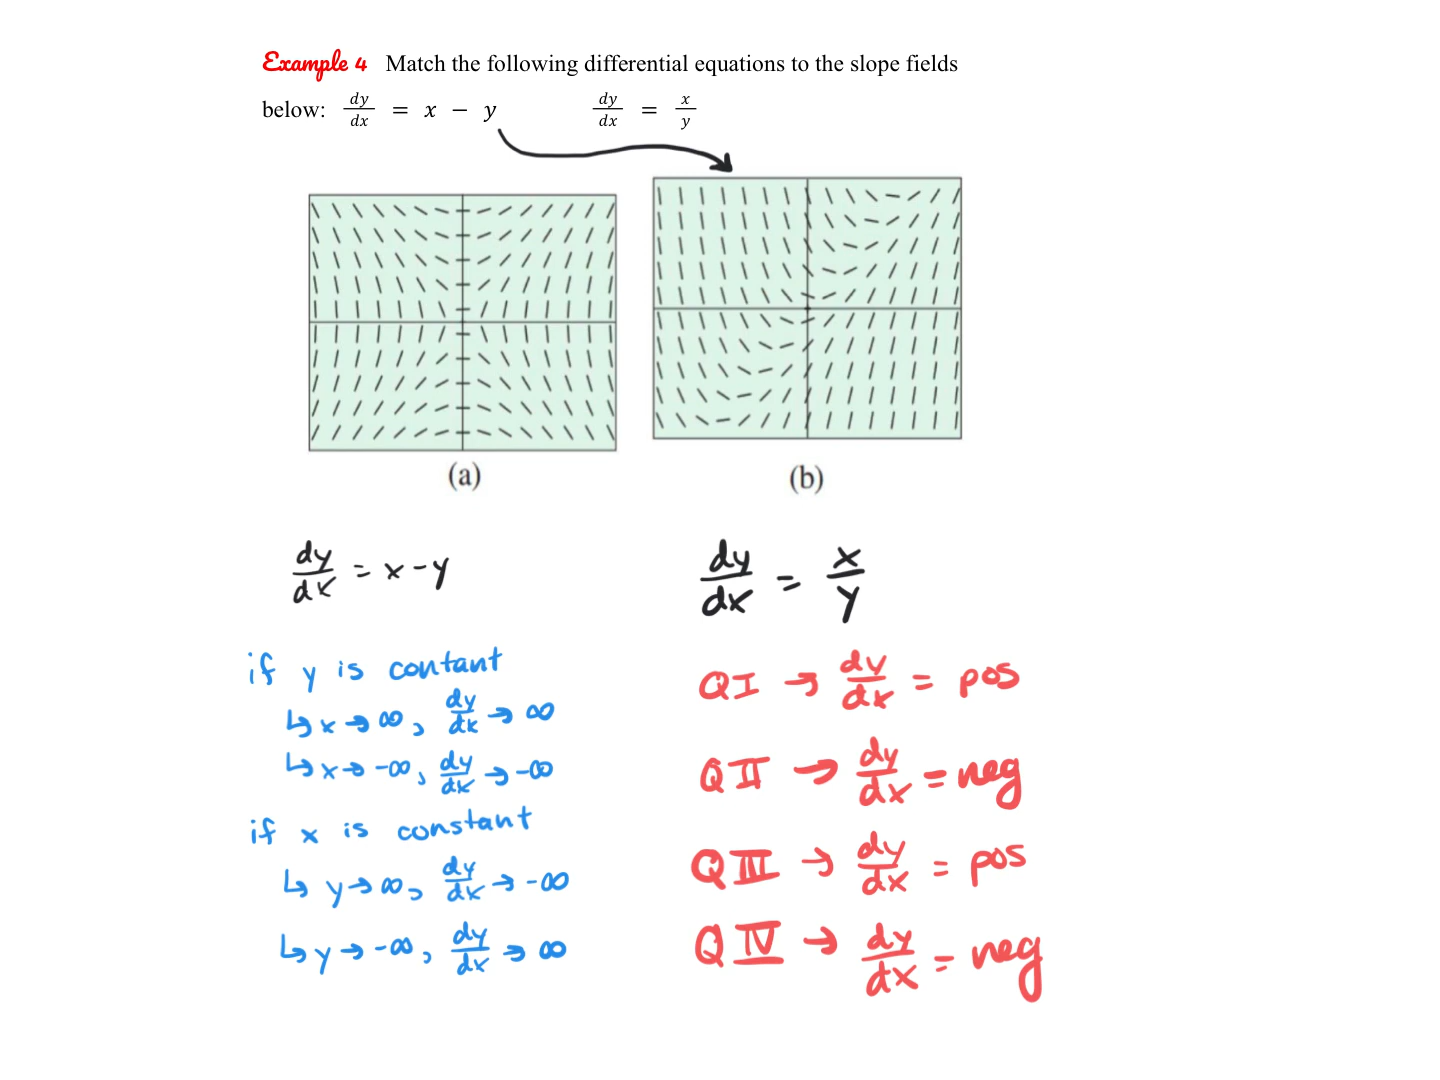 Example 4 Match the following differential equations to the slope fields
below: dy/dx = x − y dy/dx = x/y
(a) (b)
dy/dx = x - y
if y is contant
↳ x → ∞, dy/dx → ∞
↳ x → -∞, dy/dx → -∞
if x is constant
↳ y → ∞, dy/dx → -∞
↳ y → -∞, dy/dx → ∞
dy/dx = x/y
QI → dy/dx = pos
QII → dy/dx = neg
QIII → dy/dx = pos
QIV → dy/dx = neg